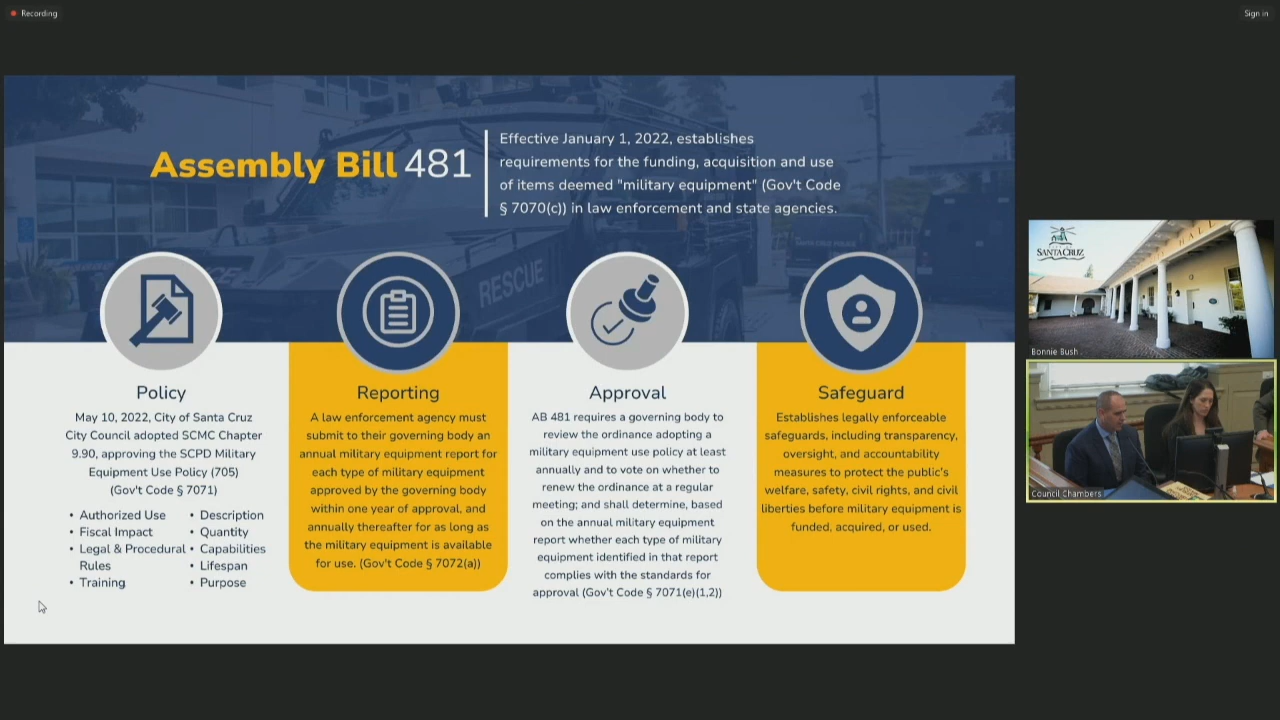 Recording
Sign in
Assembly Bill 481
Effective January 1, 2022, establishes
requirements for the funding, acquisition and use
of items deemed "military equipment" (Gov't Code
§ 7070(c)) in law enforcement and state agencies.
RESCUE
Policy
May 10, 2022, City of Santa Cruz
City Council adopted SCMC Chapter
9.90, approving the SCPD Military
Equipment Use Policy (705)
(Gov't Code § 7071)
• Authorized Use
• Fiscal Impact
• Legal & Procedural
Rules
• Training
• Description
• Quantity
• Capabilities
• Lifespan
• Purpose
Reporting
A law enforcement agency must
submit to their governing body an
annual military equipment report for
each type of military equipment
approved by the governing body
within one year of approval, and
annually thereafter for as long as
the military equipment is available
for use. (Gov't Code § 7072(a))
Approval
AB 481 requires a governing body to
review the ordinance adopting a
military equipment use policy at least
annually and to vote on whether to
renew the ordinance at a regular
meeting; and shall determine, based
on the annual military equipment
report whether each type of military
equipment identified in that report
complies with the standards for
approval (Gov't Code § 7071(e)(1,2))
Safeguard
Establishes legally enforceable
safeguards, including transparency,
oversight, and accountability
measures to protect the public's
welfare, safety, civil rights, and civil
liberties before military equipment is
funded, acquired, or used.
SANTA CRUZ
HALL
Bonnie Bush
Council Chambers